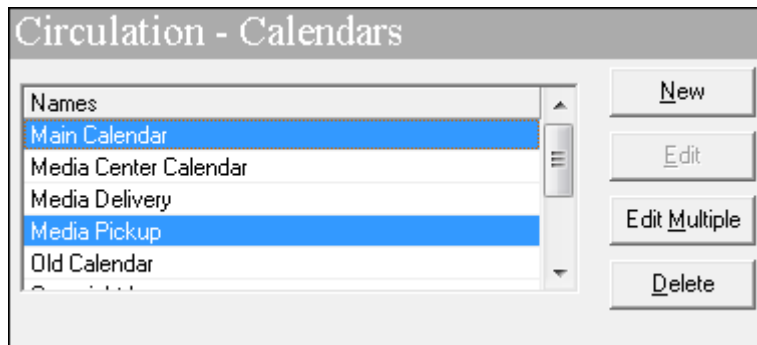 Circulation - Calendars
Names
Main Calendar
Media Center Calendar
Media Delivery
Media Pickup
Old Calendar
New
Edit
Edit Multiple
Delete